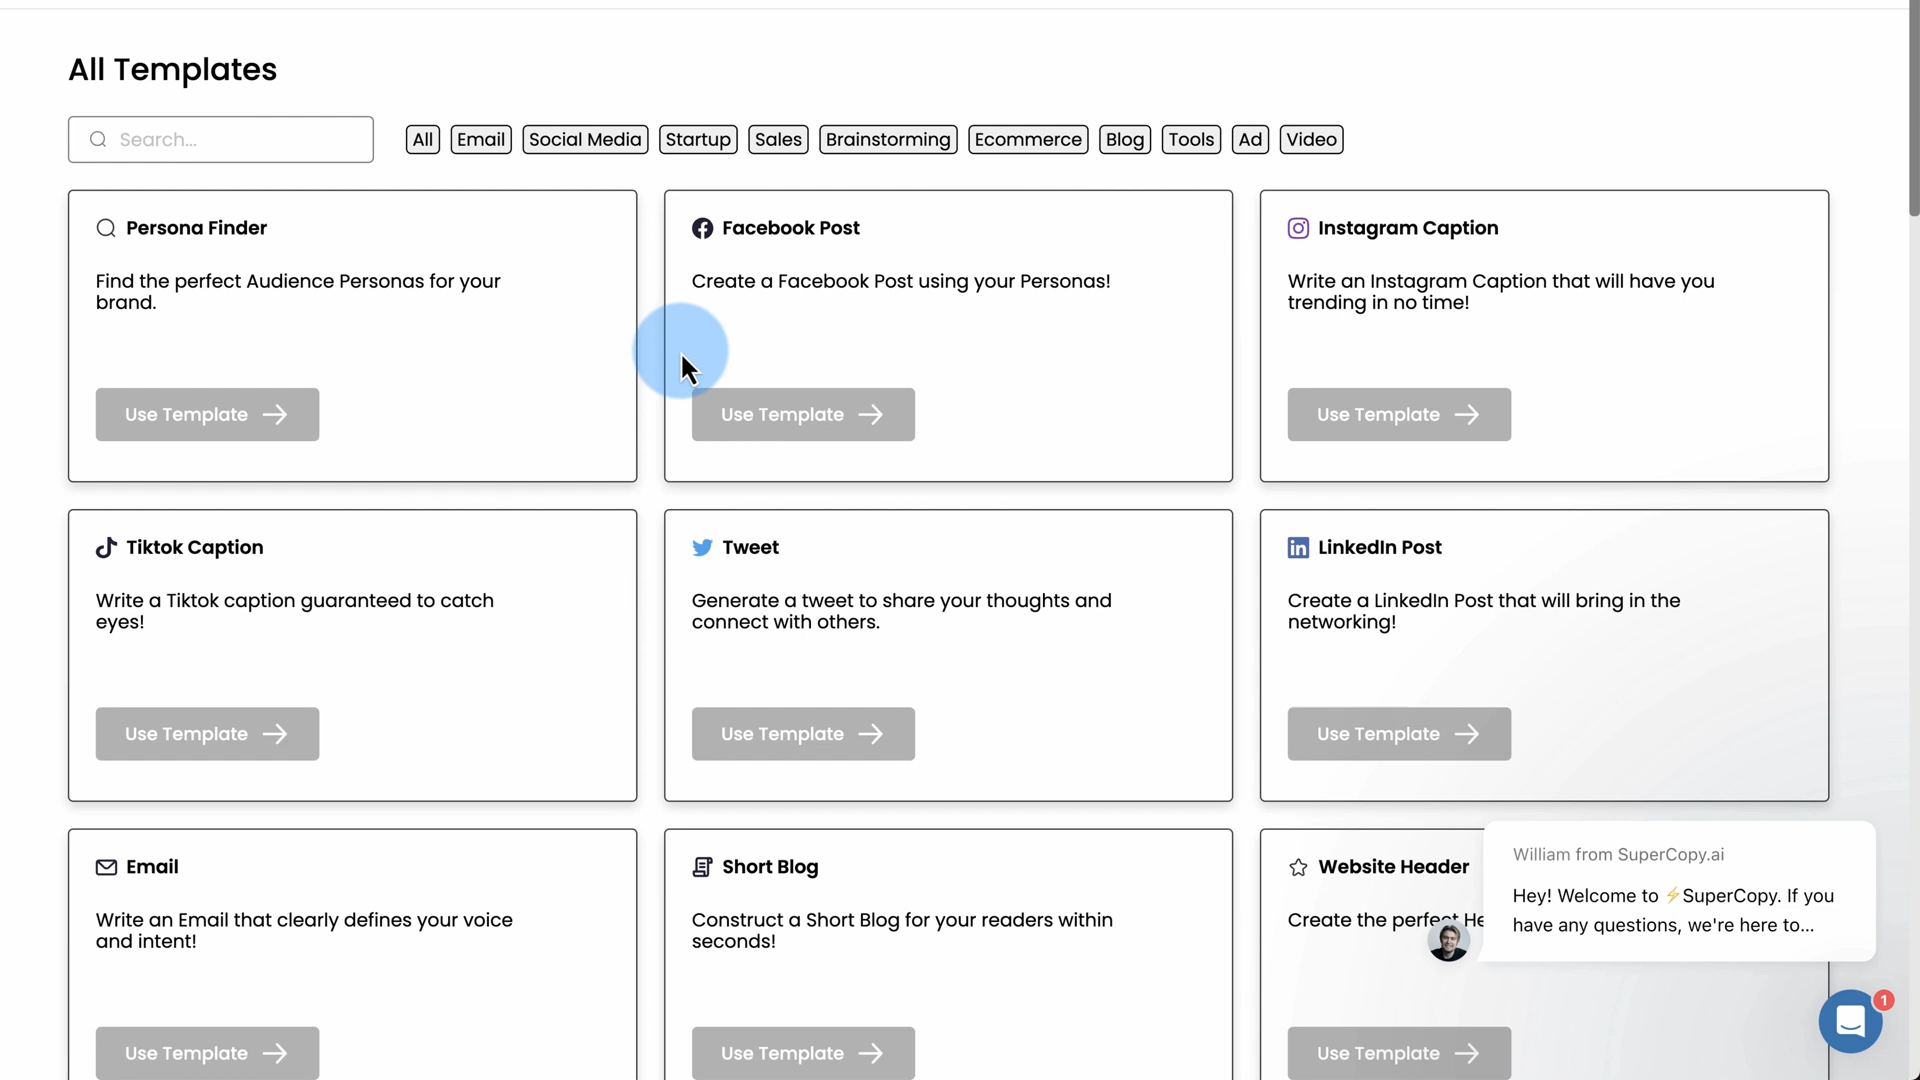 All Templates
Search...
All Email Social Media Startup Sales Brainstorming Ecommerce Blog Tools Ad Video
Persona Finder
Find the perfect Audience Personas for your
brand.
Use Template
Facebook Post
Create a Facebook Post using your Personas!
Use Template
Instagram Caption
Write an Instagram Caption that will have you
trending in no time!
Use Template
Tiktok Caption
Write a Tiktok caption guaranteed to catch
eyes!
Use Template
Tweet
Generate a tweet to share your thoughts and
connect with others.
Use Template
LinkedIn Post
Create a LinkedIn Post that will bring in the
networking!
Use Template
Email
Write an Email that clearly defines your voice
and intent!
Use Template
Short Blog
Construct a Short Blog for your readers within
seconds!
Use Template
Website Header
Create the perfect He
Use Template
William from SuperCopy.ai
Hey! Welcome to ⚡SuperCopy. If you
have any questions, we're here to...
1